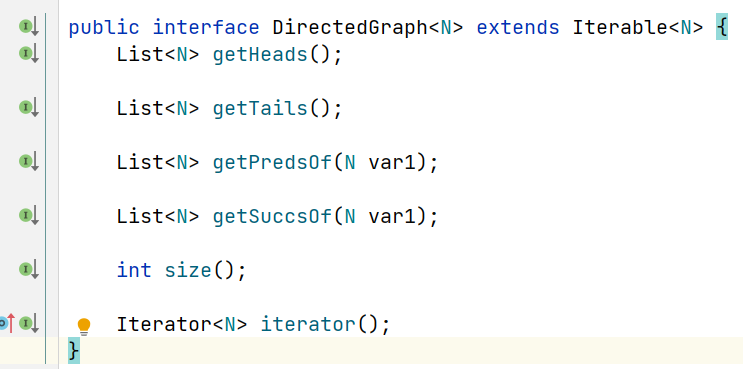 public interface DirectedGraph<N> extends Iterable<N> {
    List<N> getHeads();
    List<N> getTails();
    List<N> getPredsOf(N var1);
    List<N> getSuccsOf(N var1);
    int size();
    Iterator<N> iterator();
}